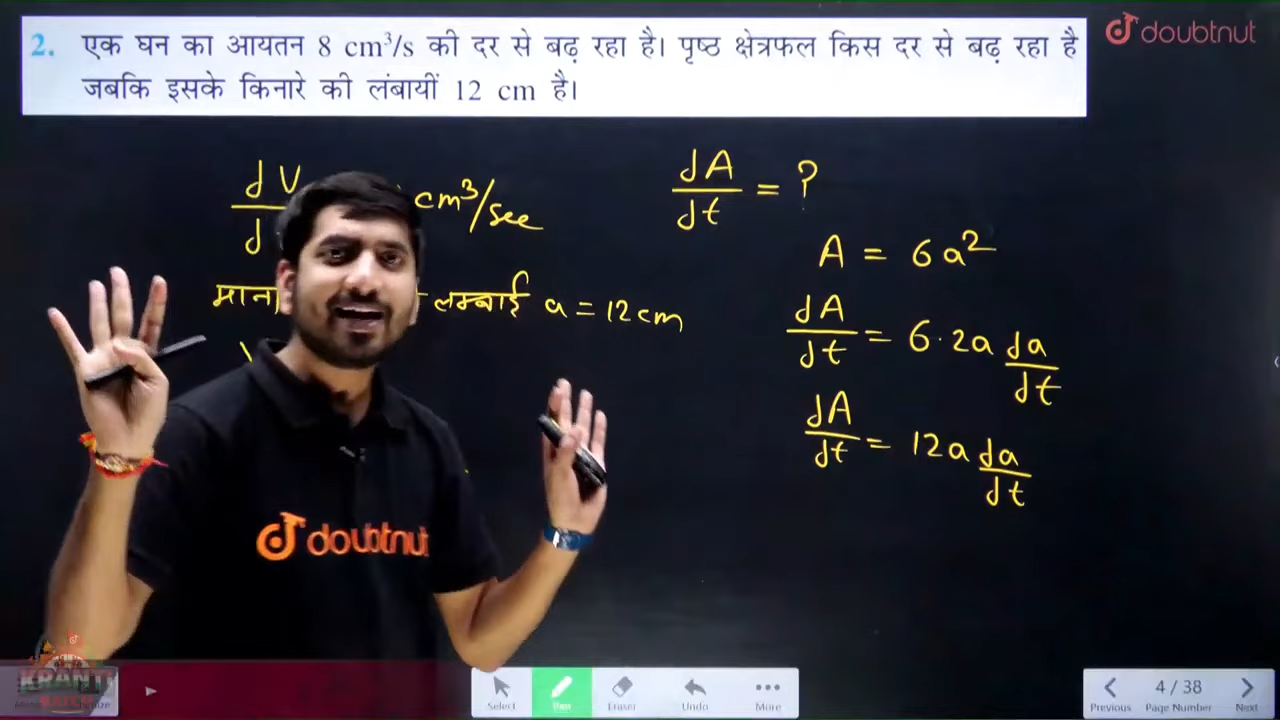 2. एक घन का आयतन 8 cm³/s की दर से बढ़ रहा है। पृष्ठ क्षेत्रफल किस दर से बढ़ रहा है
जबकि इसके किनारे की लंबायीं 12 cm है।
doubtnut
dV
d
cm³/sec
dA/dt = ?
A = 6a²
माना
लम्बाई a = 12cm
dA/dt = 6·2a da/dt
dA/dt = 12a da/dt
doubtnut
KRANTI
Select
Pen
Eraser
Undo
More
Previous
4 / 38
Page Number
Next